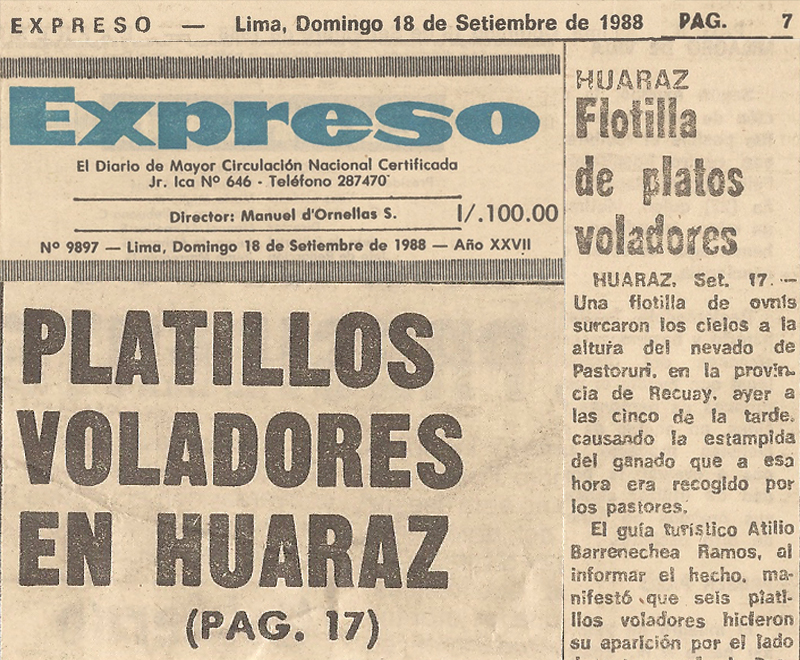 EXPRESO — Lima, Domingo 18 de Setiembre de 1988 PAG. 7
Expreso
El Diario de Mayor Circulación Nacional Certificada
Jr. Ica Nº 646 - Teléfono 287470
Director: Manuel d'Ornellas S.
I/.100.00
Nº 9897 — Lima, Domingo 18 de Setiembre de 1988 — Año XXVII
PLATILLOS
VOLADORES
EN HUARAZ
(PAG. 17)
HUARAZ
Flotilla
de platos
voladores
HUARAZ, Set. 17. —
Una flotilla de ovnis
surcaron los cielos a la
altura del nevado de
Pastoruri, en la provin-
cia de Recuay, ayer a
las cinco de la tarde,
causando la estampida
del ganado que a esa
hora era recogido por
los pastores.
El guía turístico Atilio
Barrenechea Ramos, al
informar el hecho, ma-
nifestó que seis plati-
llos voladores hicieron
su aparición por el lado